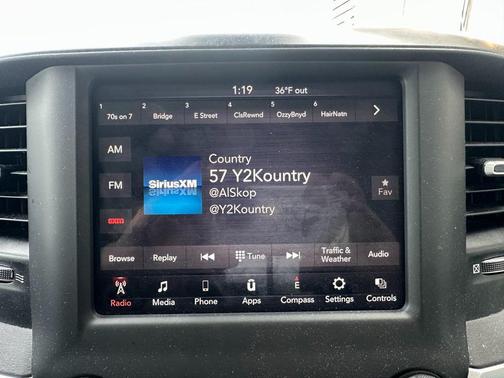 1:19 36°F out
1 2 3 4 5 6
70s on 7 Bridge E Street ClsRewnd OzzyBnyd HairNatn
AM
FM
sxm
SiriusXM
Country
57 Y2Kountry
@AlSkop
@Y2Kountry
Fav
Browse Replay Tune Traffic & Weather Audio
E
Radio Media Phone Apps Compass Settings Controls